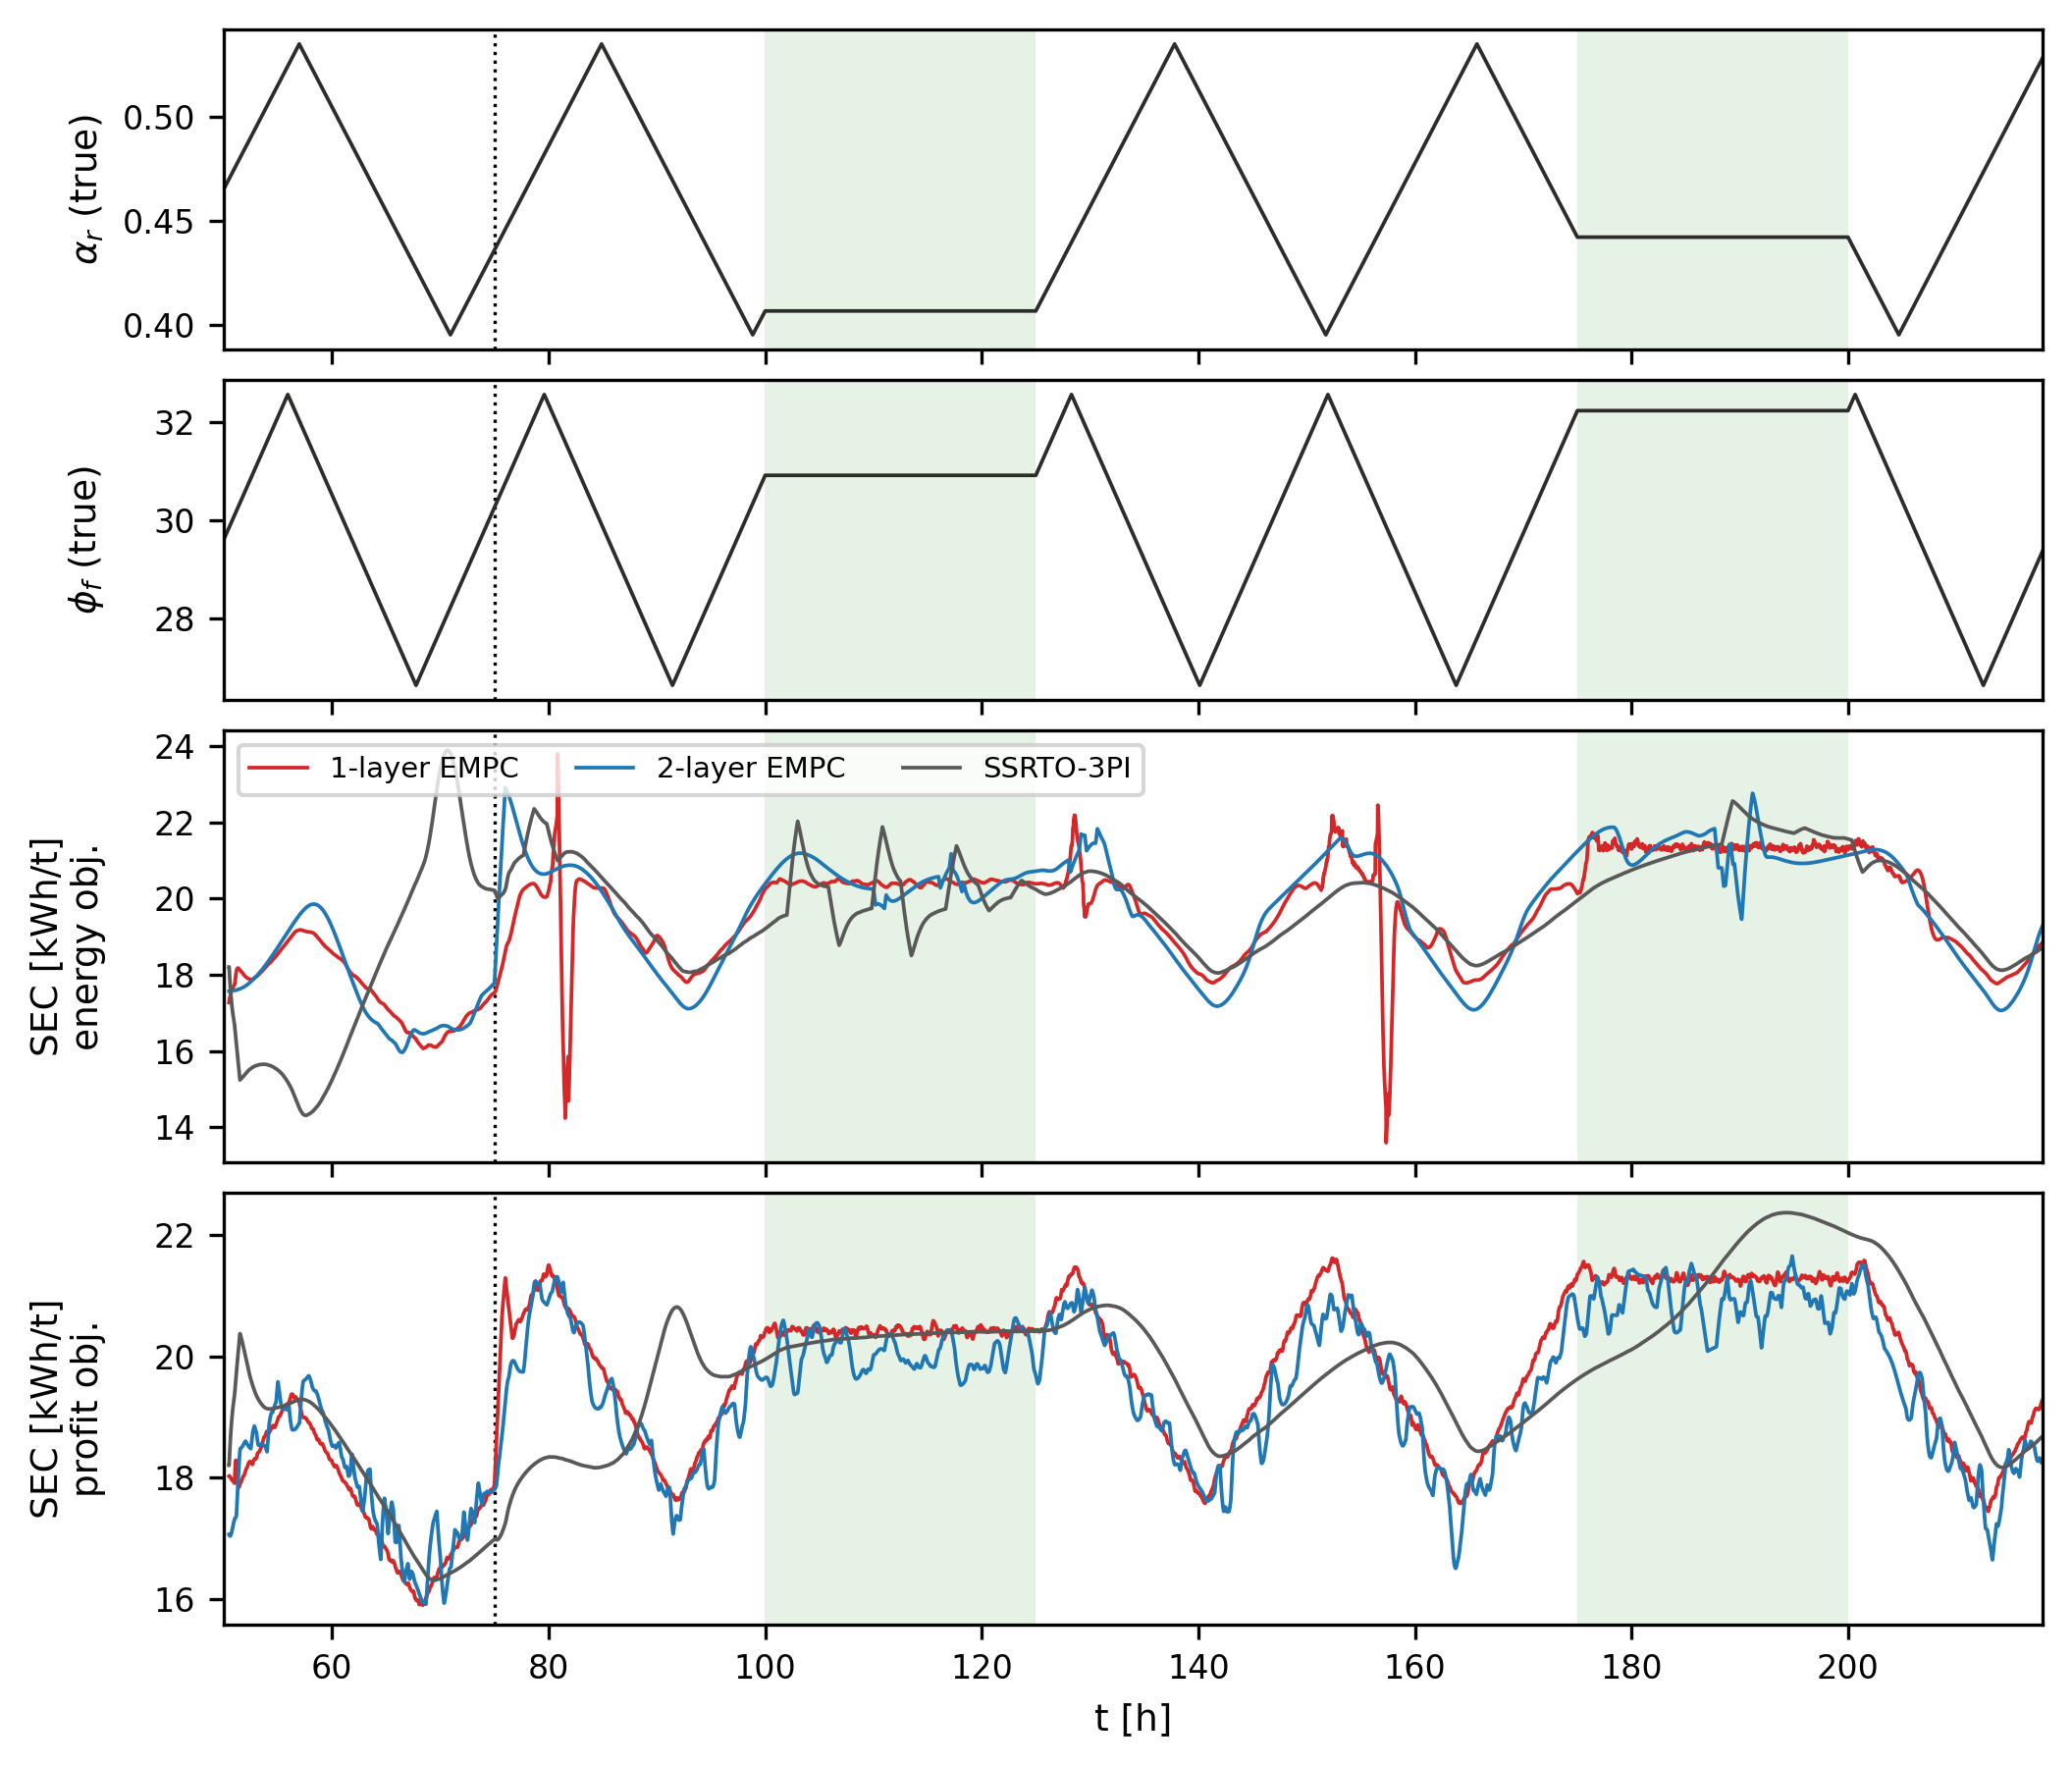 α_r (true)
0.50
0.45
0.40
ϕ_f (true)
32
30
28
SEC [kWh/t]
energy obj.
24
22
20
18
16
14
1-layer EMPC
2-layer EMPC
SSRTO-3PI
SEC [kWh/t]
profit obj.
22
20
18
16
60 80 100 120 140 160 180 200
t [h]